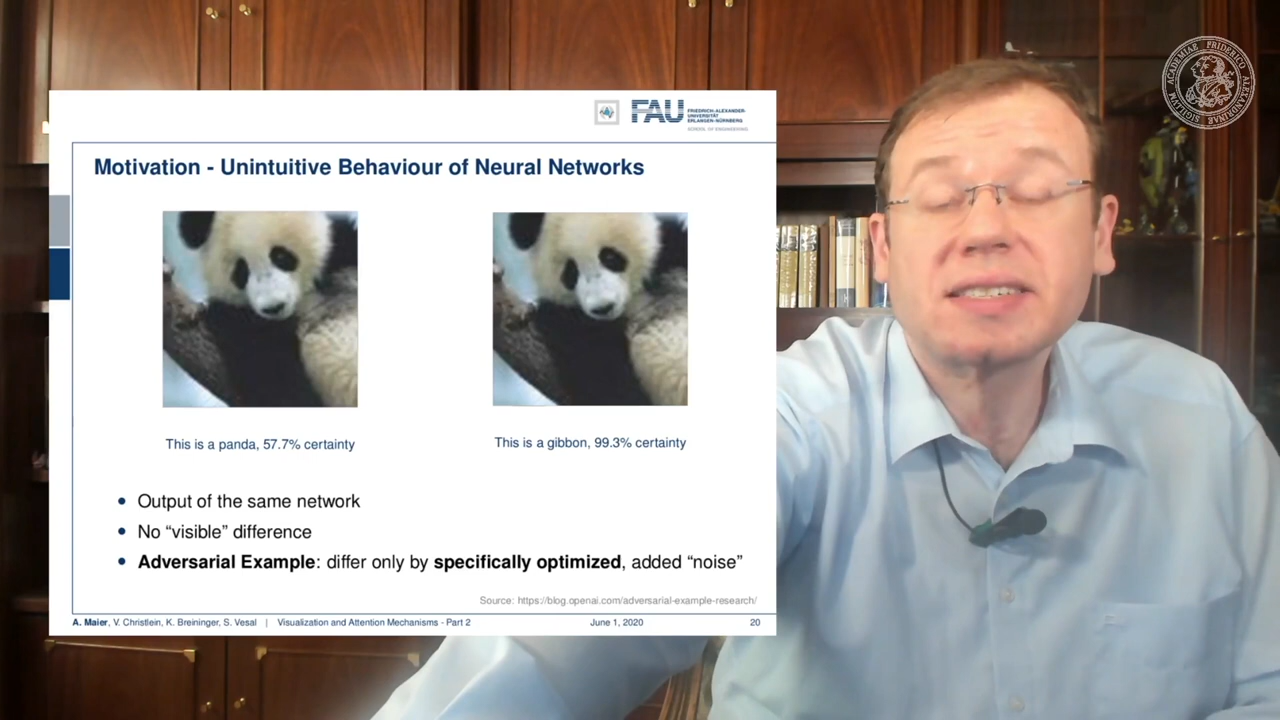 FAU
FRIEDRICH-ALEXANDER-
UNIVERSITÄT
ERLANGEN-NÜRNBERG
SCHOOL OF ENGINEERING
Motivation - Unintuitive Behaviour of Neural Networks
This is a panda, 57.7% certainty
This is a gibbon, 99.3% certainty
• Output of the same network
• No “visible” difference
• Adversarial Example: differ only by specifically optimized, added “noise”
Source: https://blog.openai.com/adversarial-example-research/
A. Maier, V. Christlein, K. Breininger, S. Vesal | Visualization and Attention Mechanisms - Part 2
June 1, 2020
20